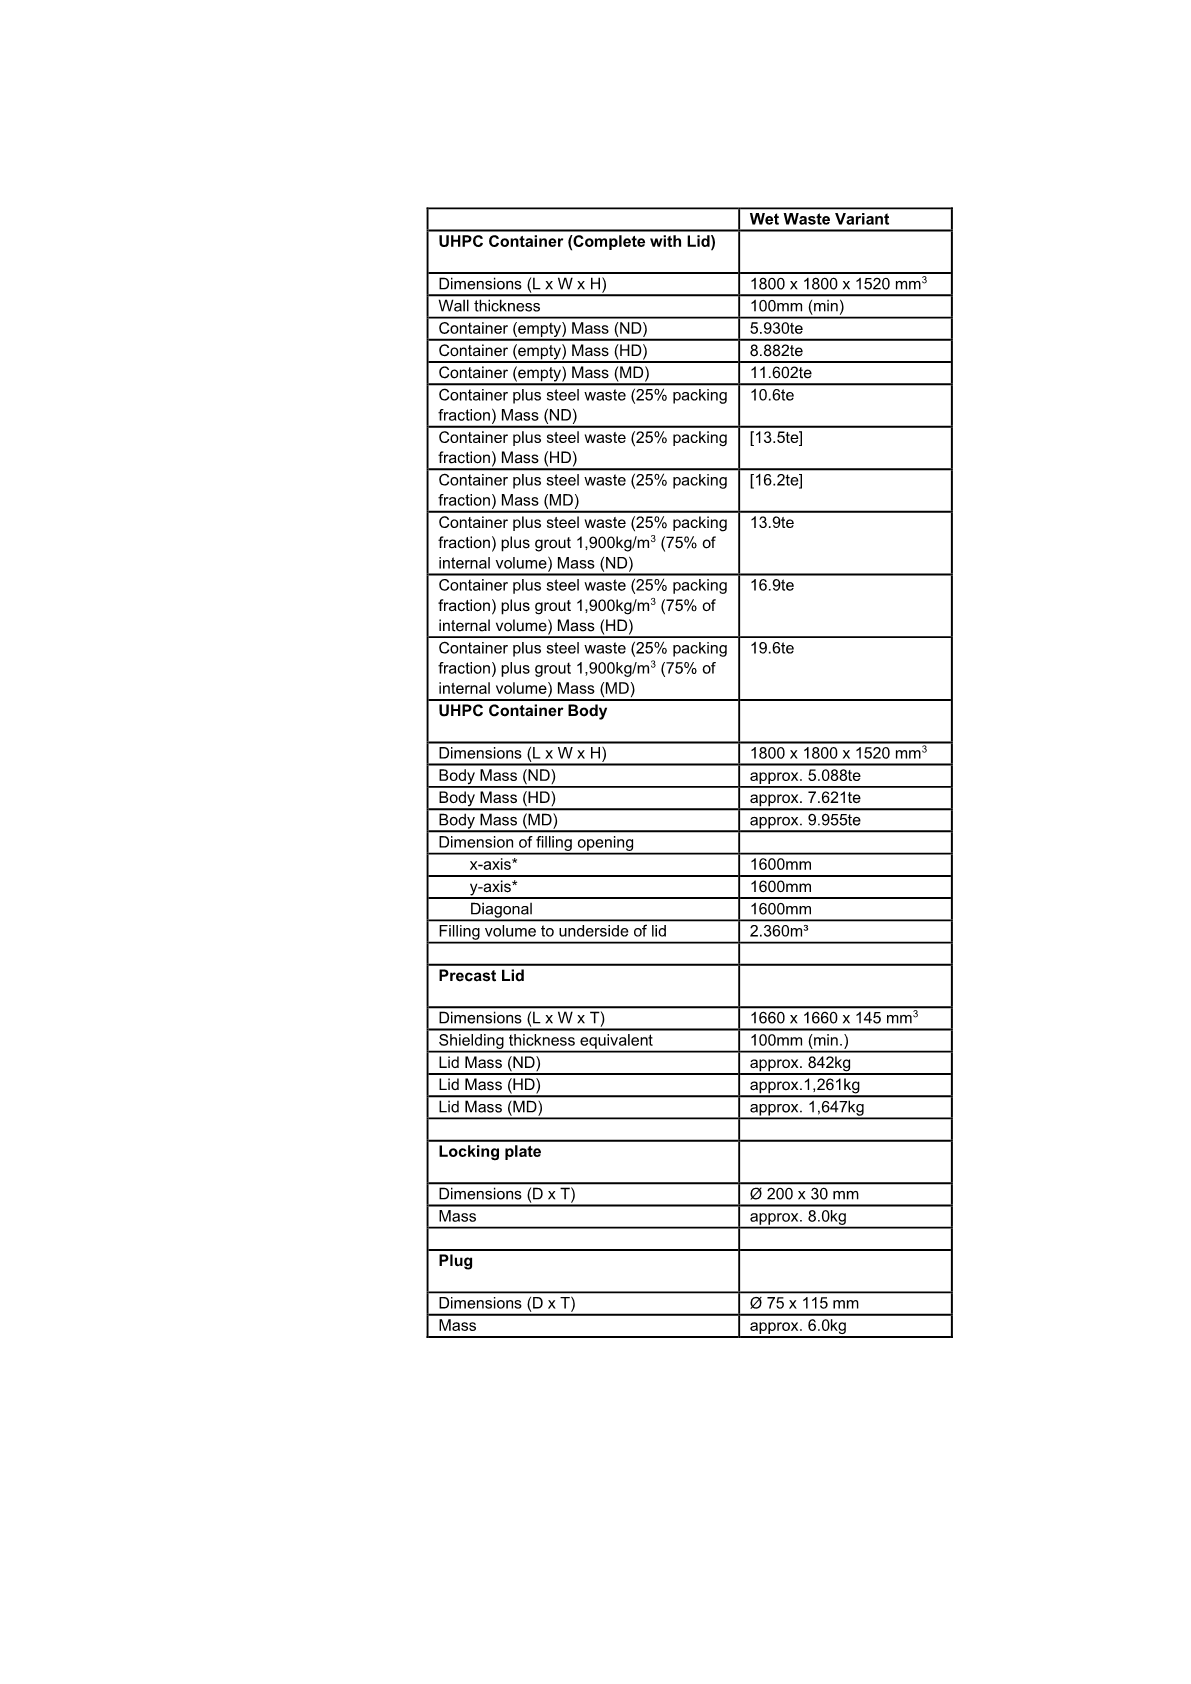 Wet Waste Variant
UHPC Container (Complete with Lid)
Dimensions (L x W x H) 1800 x 1800 x 1520 mm³
Wall thickness 100mm (min)
Container (empty) Mass (ND) 5.930te
Container (empty) Mass (HD) 8.882te
Container (empty) Mass (MD) 11.602te
Container plus steel waste (25% packing 10.6te
fraction) Mass (ND)
Container plus steel waste (25% packing [13.5te]
fraction) Mass (HD)
Container plus steel waste (25% packing [16.2te]
fraction) Mass (MD)
Container plus steel waste (25% packing 13.9te
fraction) plus grout 1,900kg/m³ (75% of
internal volume) Mass (ND)
Container plus steel waste (25% packing 16.9te
fraction) plus grout 1,900kg/m³ (75% of
internal volume) Mass (HD)
Container plus steel waste (25% packing 19.6te
fraction) plus grout 1,900kg/m³ (75% of
internal volume) Mass (MD)
UHPC Container Body
Dimensions (L x W x H) 1800 x 1800 x 1520 mm³
Body Mass (ND) approx. 5.088te
Body Mass (HD) approx. 7.621te
Body Mass (MD) approx. 9.955te
Dimension of filling opening
x-axis* 1600mm
y-axis* 1600mm
Diagonal 1600mm
Filling volume to underside of lid 2.360m³
Precast Lid
Dimensions (L x W x T) 1660 x 1660 x 145 mm³
Shielding thickness equivalent 100mm (min.)
Lid Mass (ND) approx. 842kg
Lid Mass (HD) approx.1,261kg
Lid Mass (MD) approx. 1,647kg
Locking plate
Dimensions (D x T) Ø 200 x 30 mm
Mass approx. 8.0kg
Plug
Dimensions (D x T) Ø 75 x 115 mm
Mass approx. 6.0kg